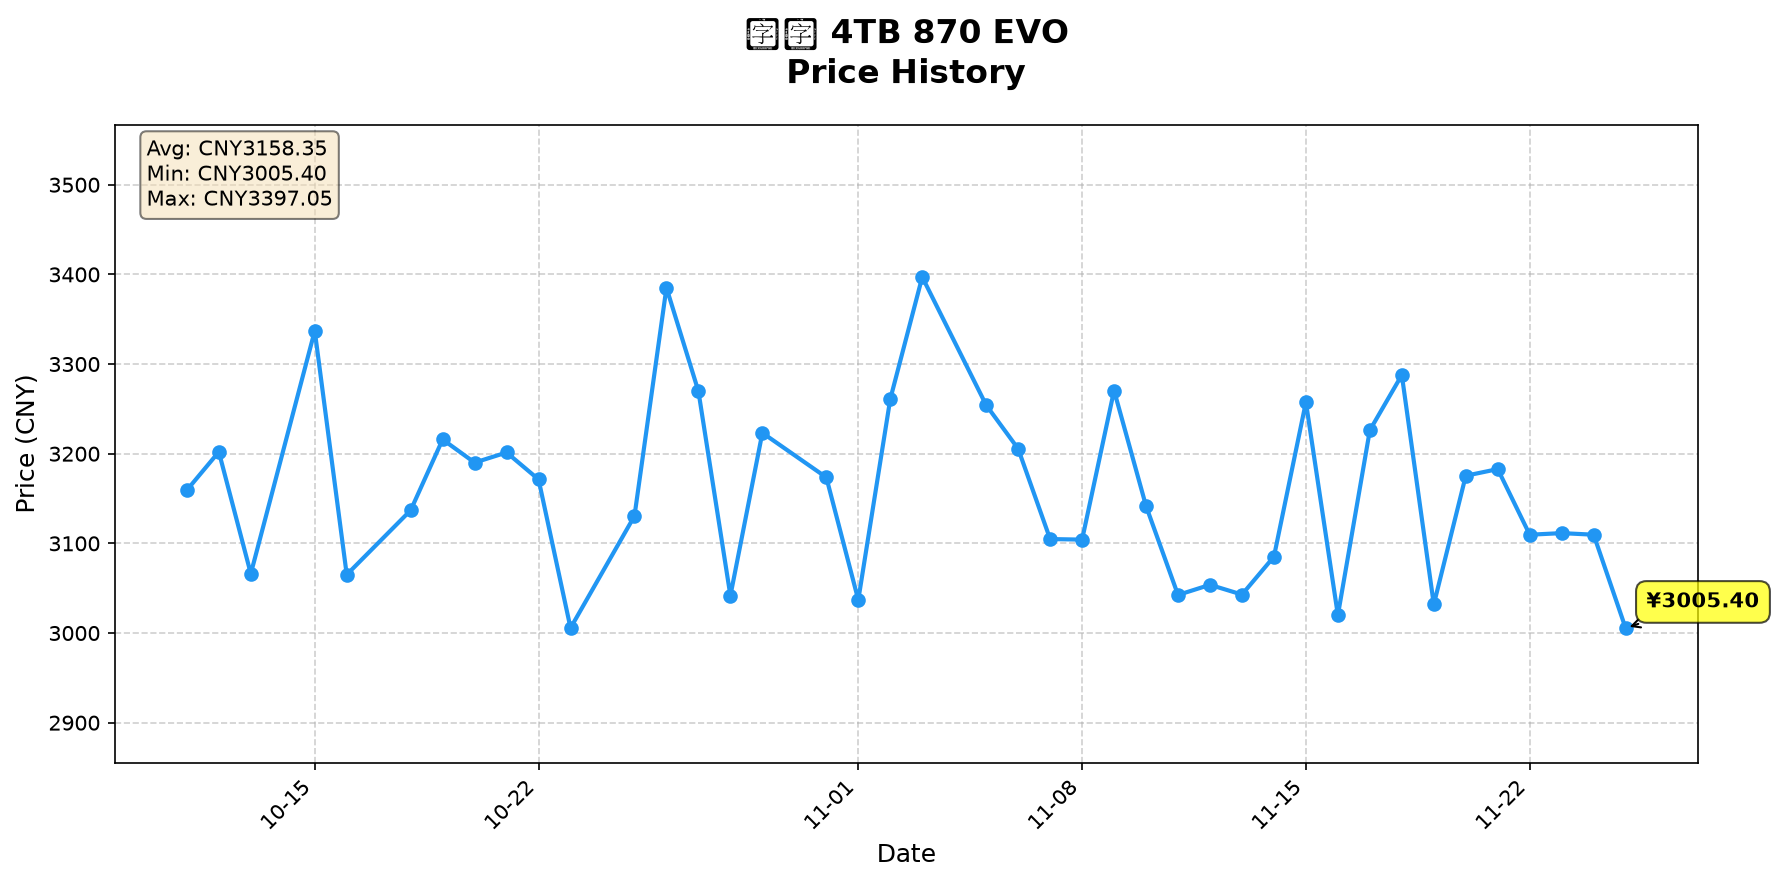 4TB 870 EVO
Price History
Avg: CNY3158.35
Min: CNY3005.40
Max: CNY3397.05
3500
3400
3300
3200
3100
3000
2900
Price (CNY)
¥3005.40
10-15
10-22
11-01
11-08
11-15
11-22
Date